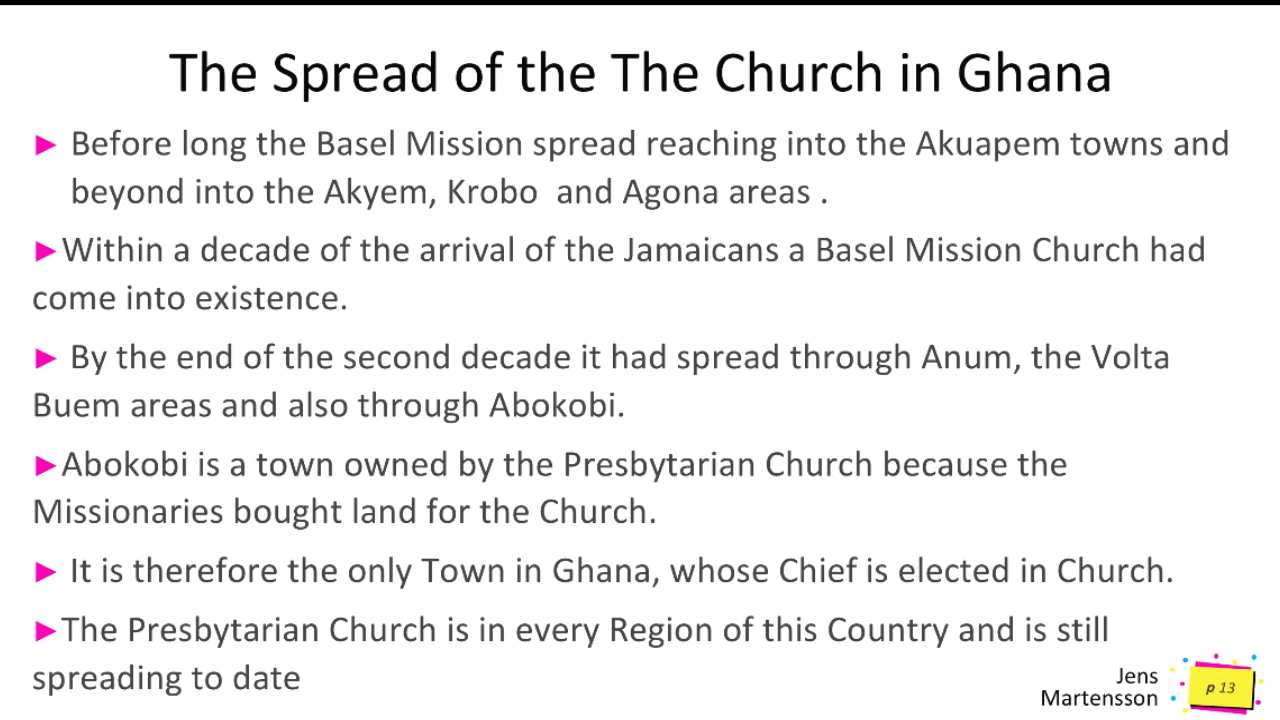 The Spread of the The Church in Ghana
► Before long the Basel Mission spread reaching into the Akuapem towns and
beyond into the Akyem, Krobo  and Agona areas .
►Within a decade of the arrival of the Jamaicans a Basel Mission Church had
come into existence.
► By the end of the second decade it had spread through Anum, the Volta
Buem areas and also through Abokobi.
►Abokobi is a town owned by the Presbytarian Church because the
Missionaries bought land for the Church.
► It is therefore the only Town in Ghana, whose Chief is elected in Church.
►The Presbytarian Church is in every Region of this Country and is still
spreading to date
Jens
Martensson
p 13